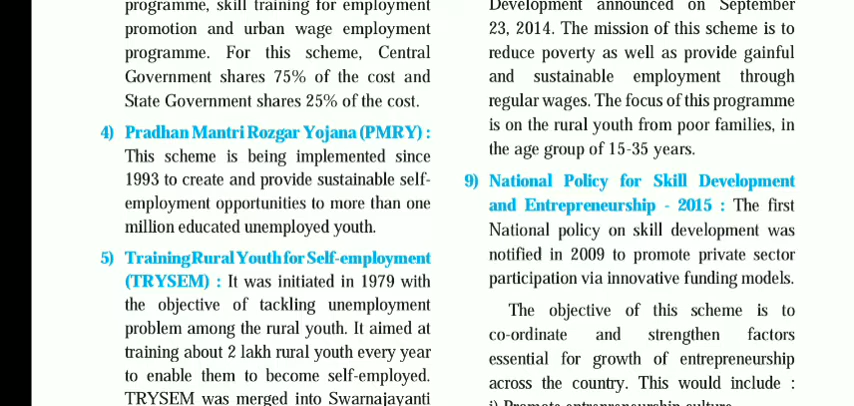 programme, skill training for employment
promotion and urban wage employment
programme. For this scheme, Central
Government shares 75% of the cost and
State Government shares 25% of the cost.
4) Pradhan Mantri Rozgar Yojana (PMRY) :
This scheme is being implemented since
1993 to create and provide sustainable self-
employment opportunities to more than one
million educated unemployed youth.
5) Training Rural Youth for Self-employment
(TRYSEM) : It was initiated in 1979 with
the objective of tackling unemployment
problem among the rural youth. It aimed at
training about 2 lakh rural youth every year
to enable them to become self-employed.
TRYSEM was merged into Swarnajayanti
Development announced on September
23, 2014. The mission of this scheme is to
reduce poverty as well as provide gainful
and sustainable employment through
regular wages. The focus of this programme
is on the rural youth from poor families, in
the age group of 15-35 years.
9) National Policy for Skill Development
and Entrepreneurship - 2015 : The first
National policy on skill development was
notified in 2009 to promote private sector
participation via innovative funding models.
The objective of this scheme is to
co-ordinate and strengthen factors
essential for growth of entrepreneurship
across the country. This would include :
i) Promote entrepreneurship culture